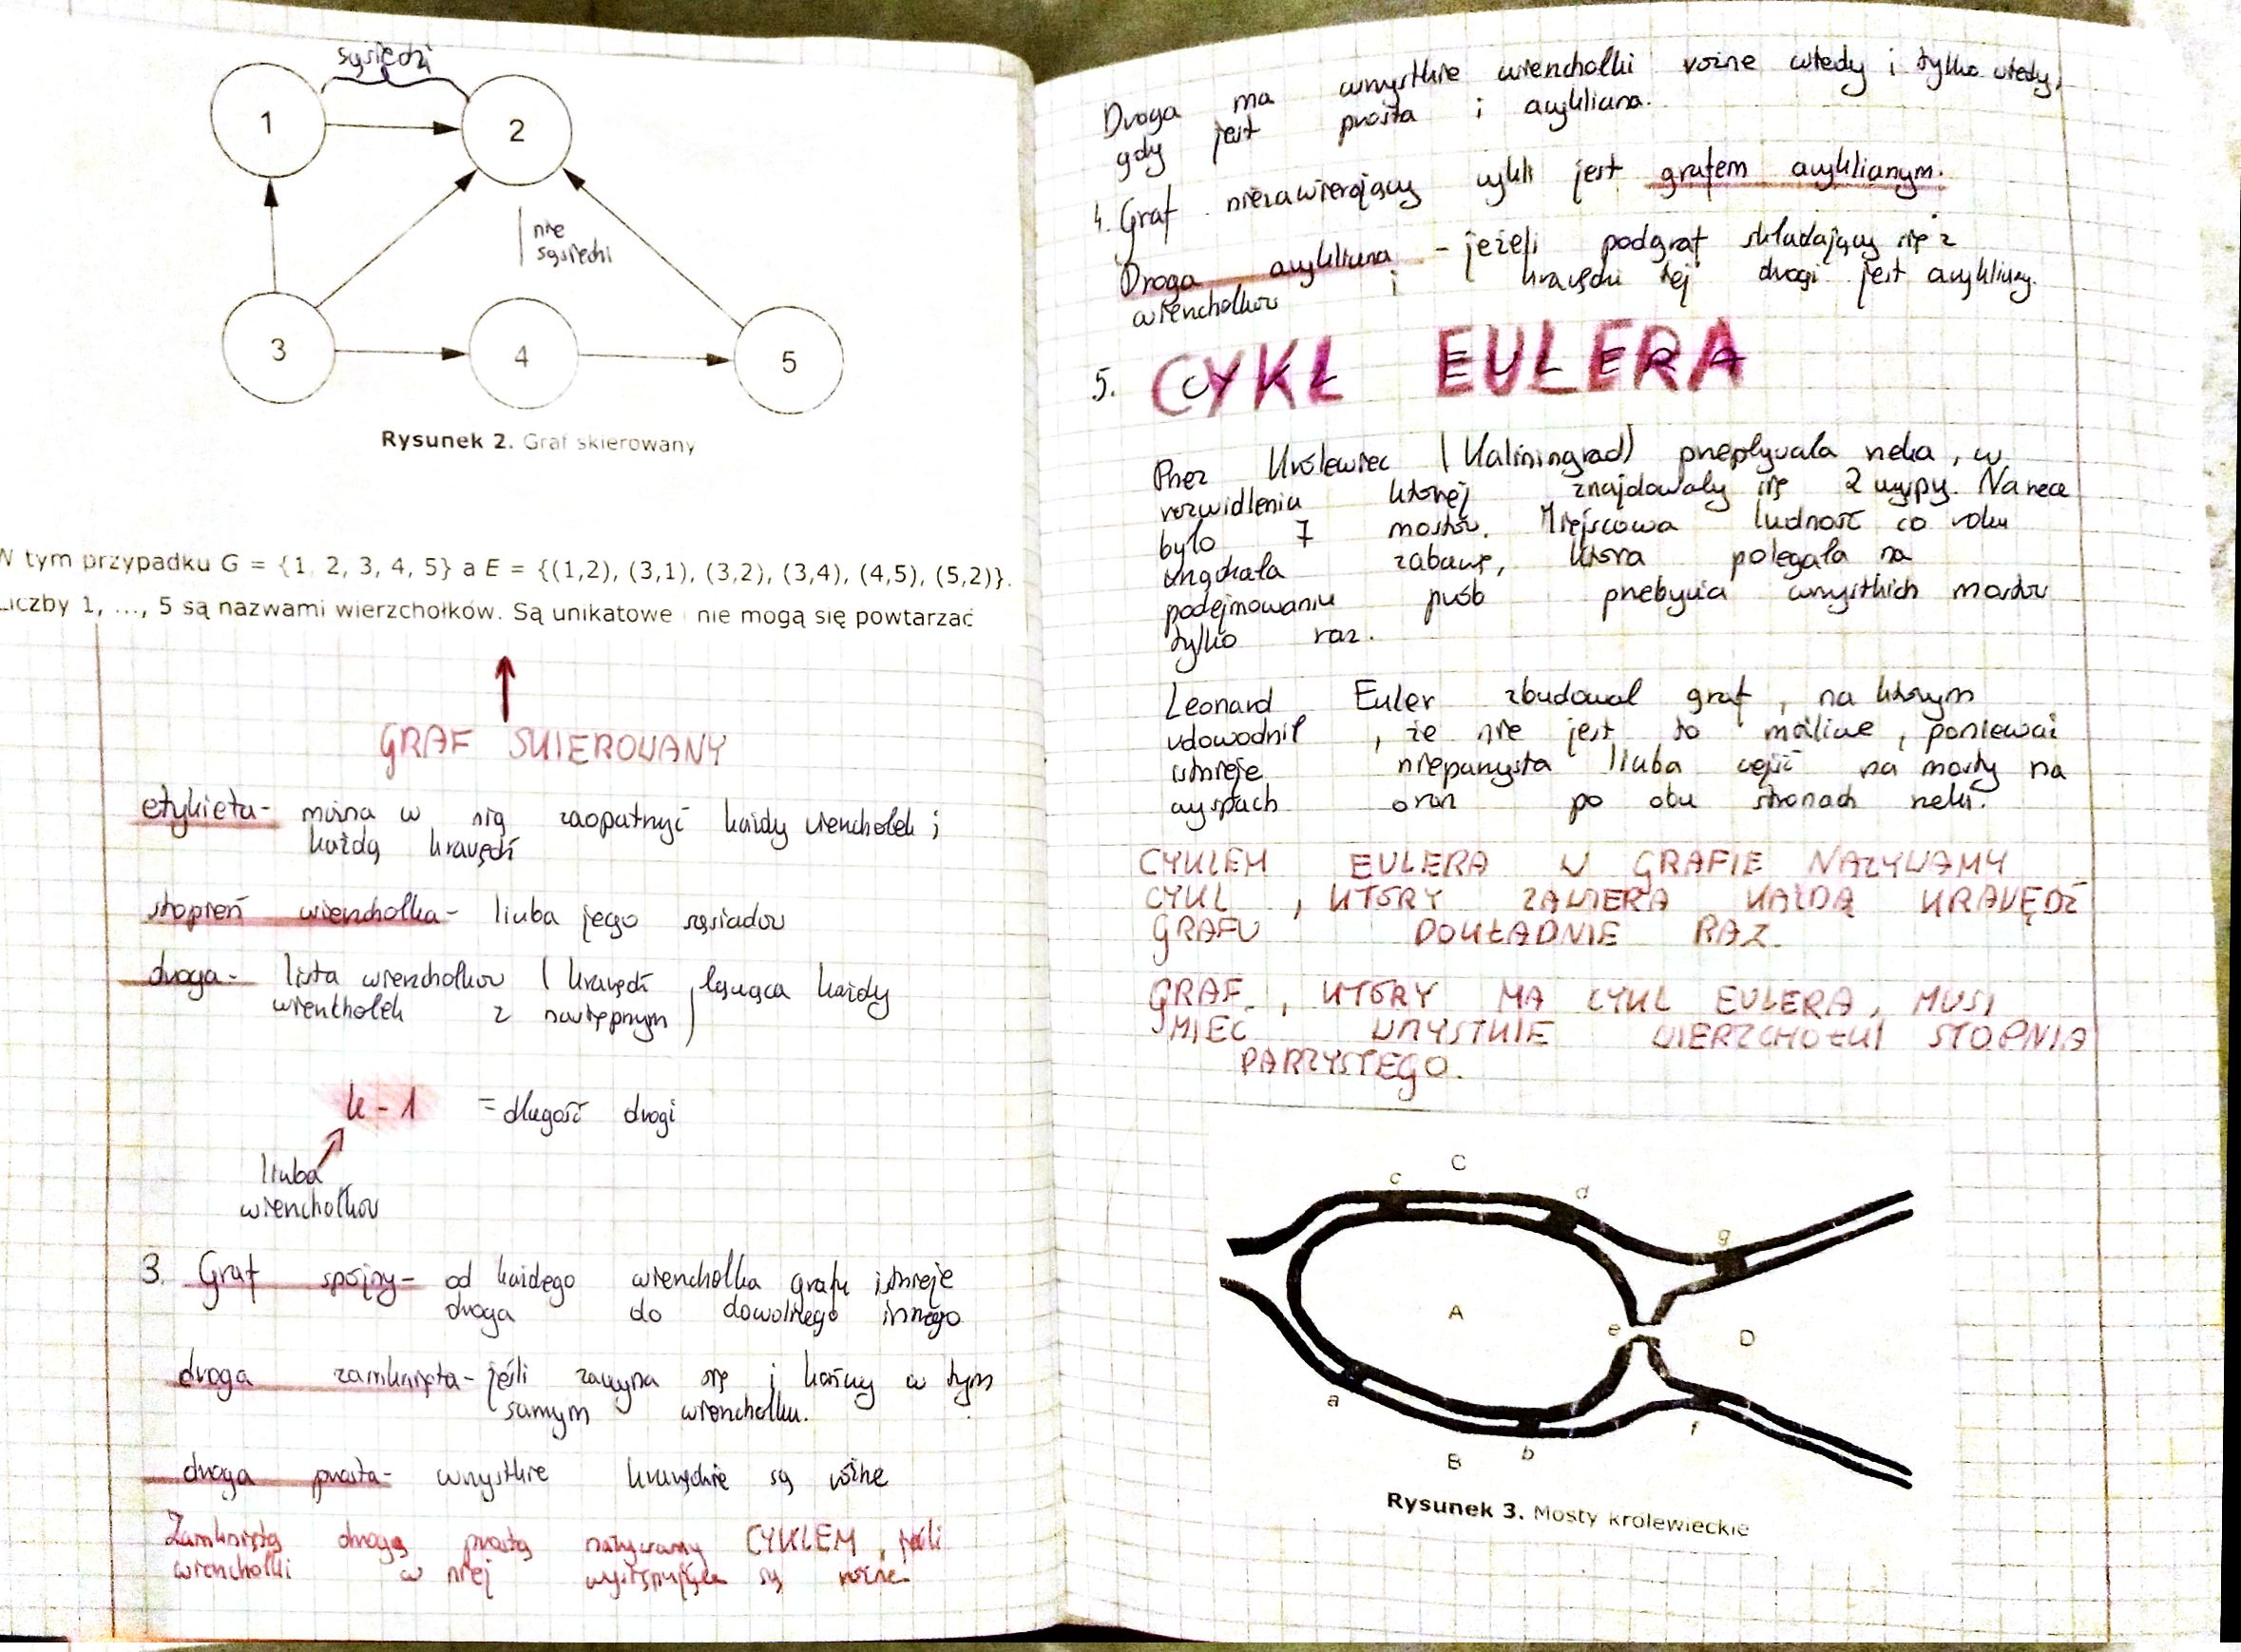 sąsiedzi
1
2
nie
sąsiedzi
3
4
5
Rysunek 2. Graf skierowany
W tym przypadku G = {1, 2, 3, 4, 5} a E = {(1,2), (3,1), (3,2), (3,4), (4,5), (5,2)}.
Liczby 1, ..., 5 są nazwami wierzchołków. Są unikatowe i nie mogą się powtarzać
GRAF SKIEROWANY
etykieta- można w nią zaopatrzyć każdy wierzchołek i
każdą krawędź
stopień wierzchołka- liczba jego sąsiadów
droga- lista wierzchołków (krawędź łącząca każdy
wierzchołek z następnym)
k-1 = długość drogi
liczba
wierzchołków
3. Graf spójny- od każdego wierzchołka grafu istnieje
droga do dowolnego innego
droga zamknięta- jeśli zaczyna się i kończy w tym
samym wierzchołku.
droga prosta- wszystkie krawędzie są różne
Zamkniętą drogę prostą nazywamy CYKLEM, jeśli
wierzchołki w niej występujące są różne
Droga ma wszystkie wierzchołki różne wtedy i tylko wtedy,
gdy jest prosta i acykliczna.
4. Graf niezawierający cykli jest grafem acyklicznym.
Droga acykliczna - jeżeli podgraf składający się z
wierzchołków i krawędzi tej drogi jest acykliczny.
5. CYKL EULERA
Przez Królewiec (Kaliningrad) przepływała rzeka, w
rozwidleniu której znajdowały się 2 wyspy. Na rzece
było 7 mostów. Miejscowa ludność co roku
urządzała zabawę, która polegała na
podejmowaniu prób przebycia wszystkich mostów
tylko raz.
Leonard Euler zbudował graf, na którym
udowodnił, że nie jest to możliwe, ponieważ
istnieje nieparzysta liczba wejść na mosty na
wyspach oraz po obu stronach rzeki.
CYKLEM EULERA W GRAFIE NAZYWAMY
CYKL, KTÓRY ZAWIERA KAŻDĄ KRAWĘDŹ
GRAFU DOKŁADNIE RAZ.
GRAF, KTÓRY MA CYKL EULERA, MUSI
MIEĆ WSZYSTKIE WIERZCHOŁKI STOPNIA
PARZYSTEGO.
C
c
d
g
A
e
D
a
B
b
f
Rysunek 3. Mosty królewieckie